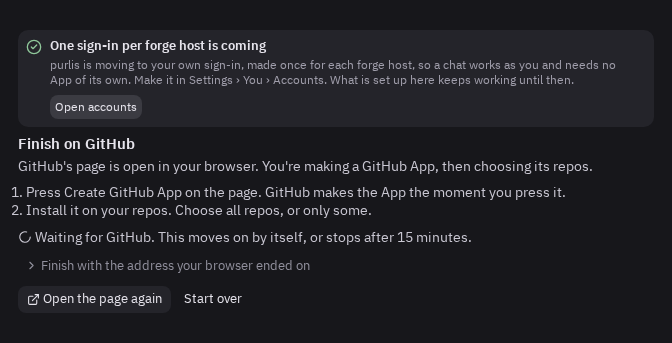 One sign-in per forge host is coming
purlis is moving to your own sign-in, made once for each forge host, so a chat works as you and needs no
App of its own. Make it in Settings › You › Accounts. What is set up here keeps working until then.
Open accounts
Finish on GitHub
GitHub's page is open in your browser. You're making a GitHub App, then choosing its repos.
1. Press Create GitHub App on the page. GitHub makes the App the moment you press it.
2. Install it on your repos. Choose all repos, or only some.
Waiting for GitHub. This moves on by itself, or stops after 15 minutes.
Finish with the address your browser ended on
Open the page again
Start over